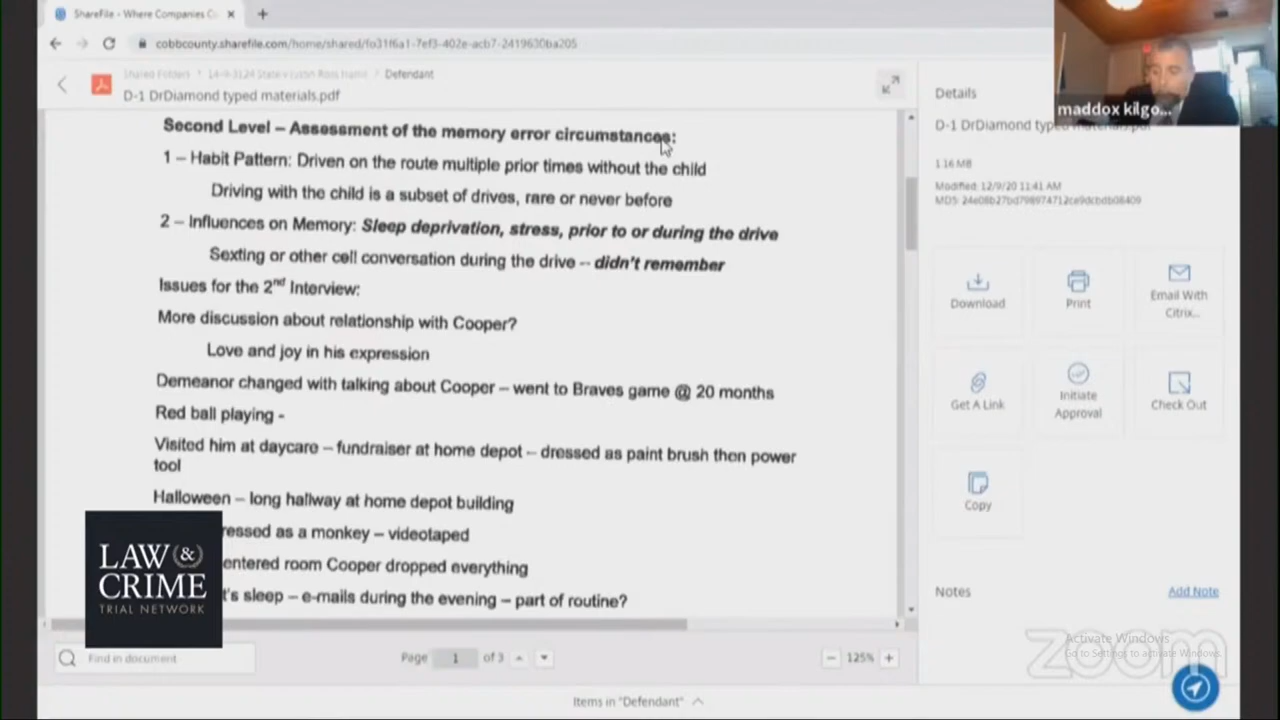 ShareFile - Where Companies C
cobbcounty.sharefile.com/home/shared/fo31f6a1-7ef3-402e-acb7-2419630ba205
Shared Folders
Defendant
D-1 DrDiamond typed materials.pdf
Second Level – Assessment of the memory error circumstances:
1 – Habit Pattern: Driven on the route multiple prior times without the child
Driving with the child is a subset of drives, rare or never before
2 – Influences on Memory: Sleep deprivation, stress, prior to or during the drive
Sexting or other cell conversation during the drive – didn't remember
Issues for the 2nd Interview:
More discussion about relationship with Cooper?
Love and joy in his expression
Demeanor changed with talking about Cooper – went to Braves game @ 20 months
Red ball playing -
Visited him at daycare – fundraiser at home depot – dressed as paint brush then power
tool
Halloween – long hallway at home depot building
ressed as a monkey – videotaped
entered room Cooper dropped everything
t's sleep – e-mails during the evening – part of routine?
LAW &
CRIME
TRIAL NETWORK
Find in document
Page 1 of 3
125%
Items in "Defendant"
maddox kilgo...
Details
D-1 DrDiamond typed materials.pdf
1.16 MB
Modified: 12/9/20 11:41 AM
Download
Print
Email With
Citrix...
Get A Link
Initiate
Approval
Check Out
Copy
Notes
Add Note
zoom
Activate Windows
Go to Settings to activate Windows.